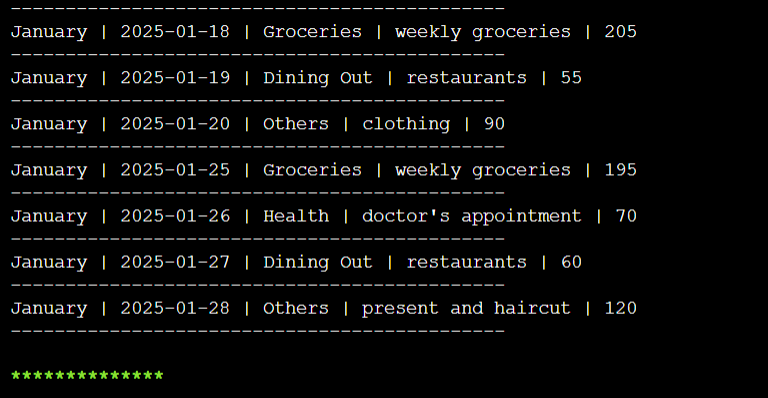 ---------------------------------------------
January | 2025-01-18 | Groceries | weekly groceries | 205
---------------------------------------------
January | 2025-01-19 | Dining Out | restaurants | 55
---------------------------------------------
January | 2025-01-20 | Others | clothing | 90
---------------------------------------------
January | 2025-01-25 | Groceries | weekly groceries | 195
---------------------------------------------
January | 2025-01-26 | Health | doctor's appointment | 70
---------------------------------------------
January | 2025-01-27 | Dining Out | restaurants | 60
---------------------------------------------
January | 2025-01-28 | Others | present and haircut | 120
---------------------------------------------
**************